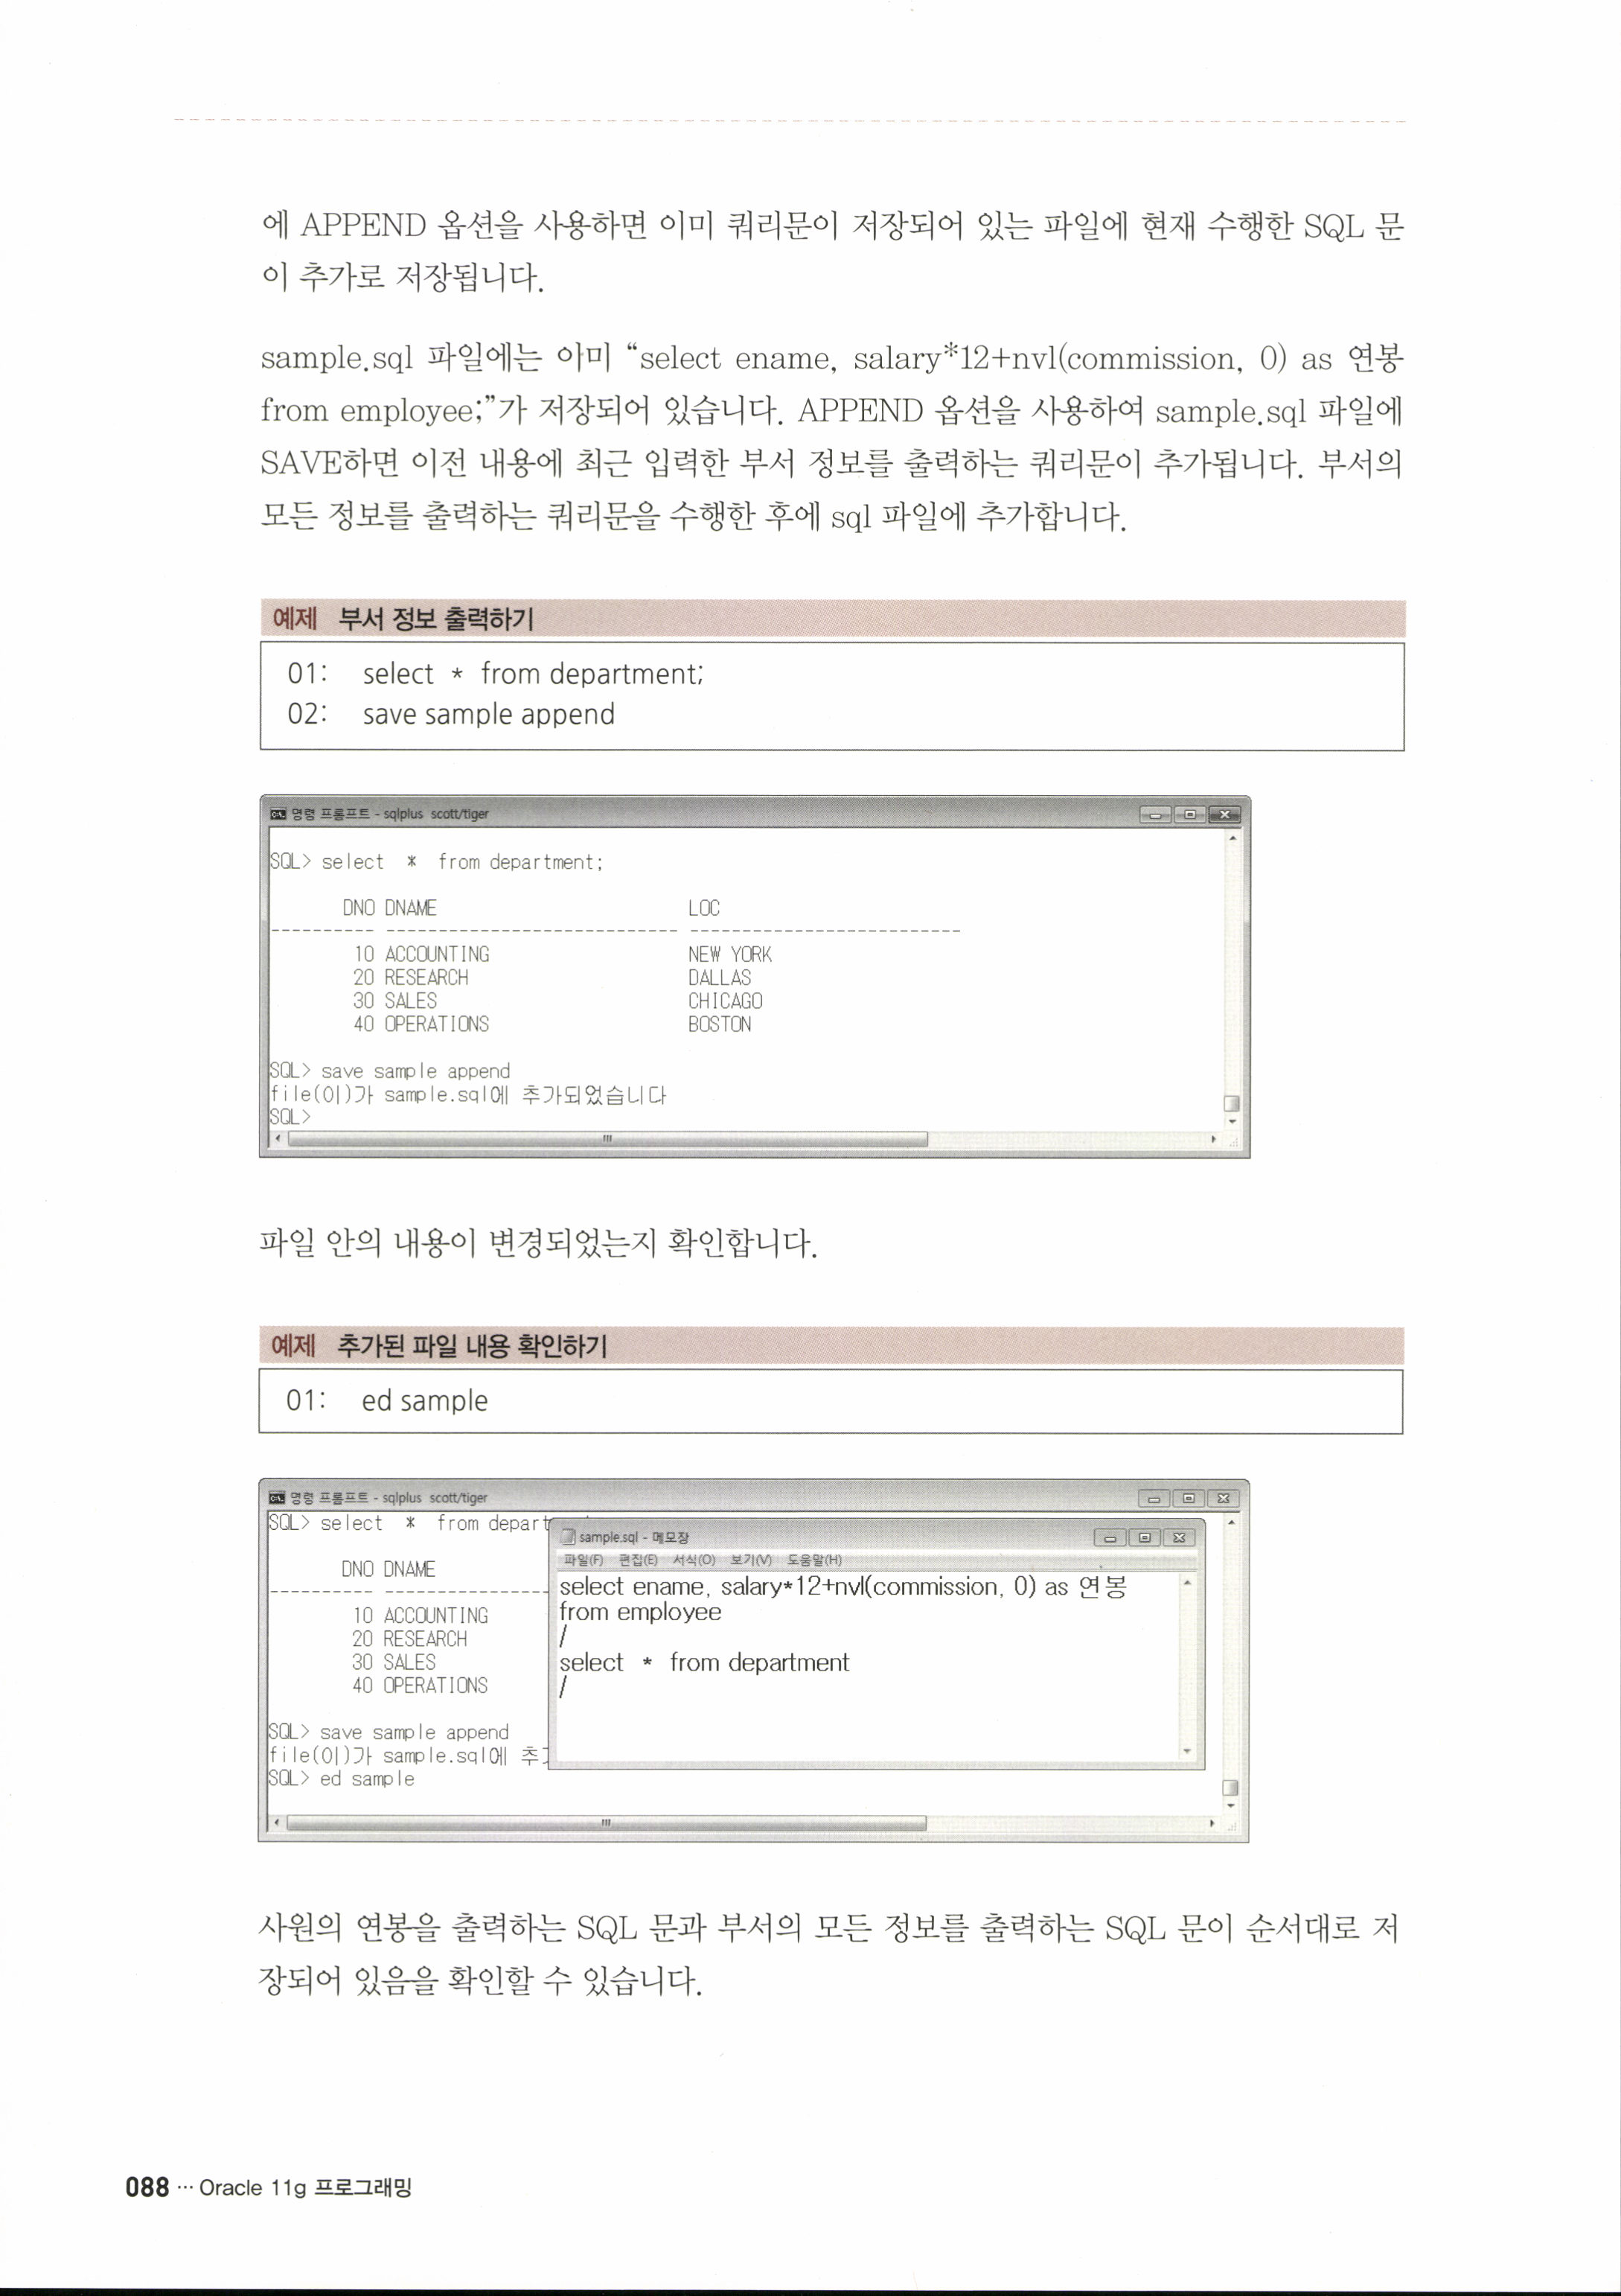 에 APPEND 옵션을 사용하면 이미 쿼리문이 저장되어 있는 파일에 현재 수행한 SQL 문
이 추가로 저장됩니다.
sample.sql 파일에는 이미 “select ename, salary*12+nvl(commission, 0) as 연봉
from employee;”가 저장되어 있습니다. APPEND 옵션을 사용하여 sample.sql 파일에
SAVE하면 이전 내용에 최근 입력한 부서 정보를 출력하는 쿼리문이 추가됩니다. 부서의
모든 정보를 출력하는 쿼리문을 수행한 후에 sql 파일에 추가합니다.
예제 부서 정보 출력하기
01: select * from department;
02: save sample append
명령 프롬프트 - sqlplus scott/tiger
SQL> select * from department;
DNO DNAME LOC
---------- ---------------------------- --------------------------
10 ACCOUNTING NEW YORK
20 RESEARCH DALLAS
30 SALES CHICAGO
40 OPERATIONS BOSTON
SQL> save sample append
file(이)가 sample.sql에 추가되었습니다
SQL>
파일 안의 내용이 변경되었는지 확인합니다.
예제 추가된 파일 내용 확인하기
01: ed sample
명령 프롬프트 - sqlplus scott/tiger
SQL> select * from depart
DNO DNAME
---------- ----------------
10 ACCOUNTING
20 RESEARCH
30 SALES
40 OPERATIONS
SQL> save sample append
file(이)가 sample.sql에 추
SQL> ed sample
sample.sql - 메모장
파일(F) 편집(E) 서식(O) 보기(V) 도움말(H)
select ename, salary*12+nvl(commission, 0) as 연봉
from employee
/
select * from department
/
사원의 연봉을 출력하는 SQL 문과 부서의 모든 정보를 출력하는 SQL 문이 순서대로 저
장되어 있음을 확인할 수 있습니다.
088 ··· Oracle 11g 프로그래밍